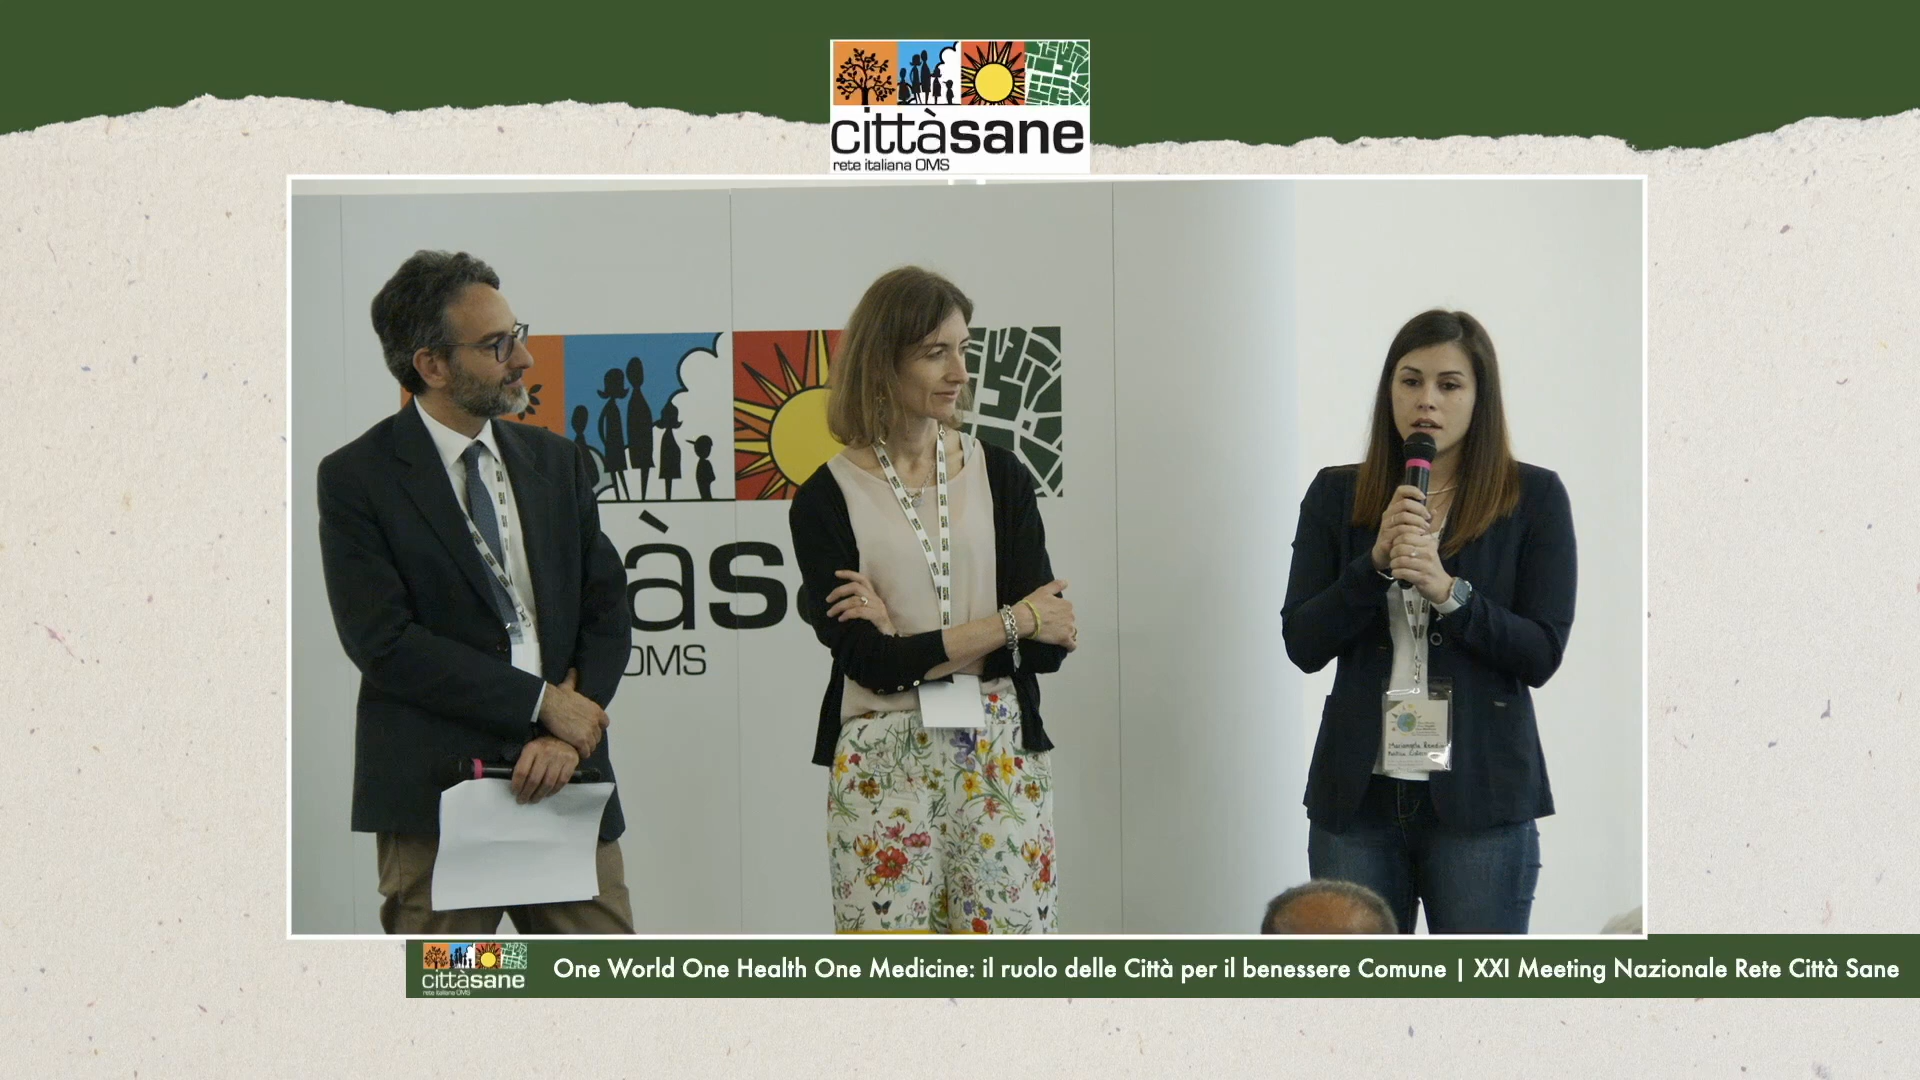 cittàsane
rete italiana OMS
às
OMS
cittàsane
rete italiana OMS
One World One Health One Medicine: il ruolo delle Città per il benessere Comune | XXI Meeting Nazionale Rete Città Sane